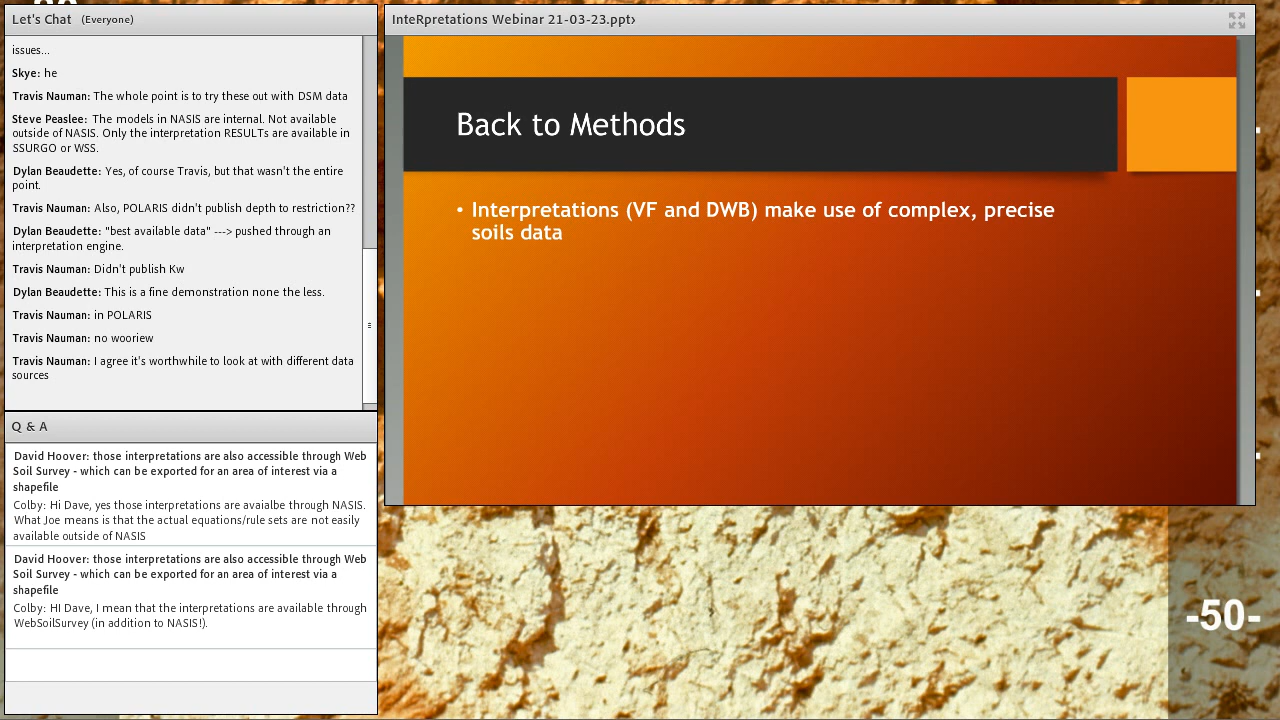 Let's Chat (Everyone)
issues...
Skye: he
Travis Nauman: The whole point is to try these out with DSM data
Steve Peaslee: The models in NASIS are internal. Not available
outside of NASIS. Only the interpretation RESULTs are available in
SSURGO or WSS.
Dylan Beaudette: Yes, of course Travis, but that wasn't the entire
point.
Travis Nauman: Also, POLARIS didn't publish depth to restriction??
Dylan Beaudette: "best available data" ---> pushed through an
interpretation engine.
Travis Nauman: Didn't publish Kw
Dylan Beaudette: This is a fine demonstration none the less.
Travis Nauman: in POLARIS
Travis Nauman: no wooriew
Travis Nauman: I agree it's worthwhile to look at with different data
sources
Q & A
David Hoover: those interpretations are also accessible through Web
Soil Survey - which can be exported for an area of interest via a
shapefile
Colby: Hi Dave, yes those interpretations are avaialbe through NASIS.
What Joe means is that the actual equations/rule sets are not easily
available outside of NASIS
David Hoover: those interpretations are also accessible through Web
Soil Survey - which can be exported for an area of interest via a
shapefile
Colby: HI Dave, I mean that the interpretations are available through
WebSoilSurvey (in addition to NASIS!).
InteRpretations Webinar 21-03-23.ppt›
Back to Methods
• Interpretations (VF and DWB) make use of complex, precise
soils data
-50-